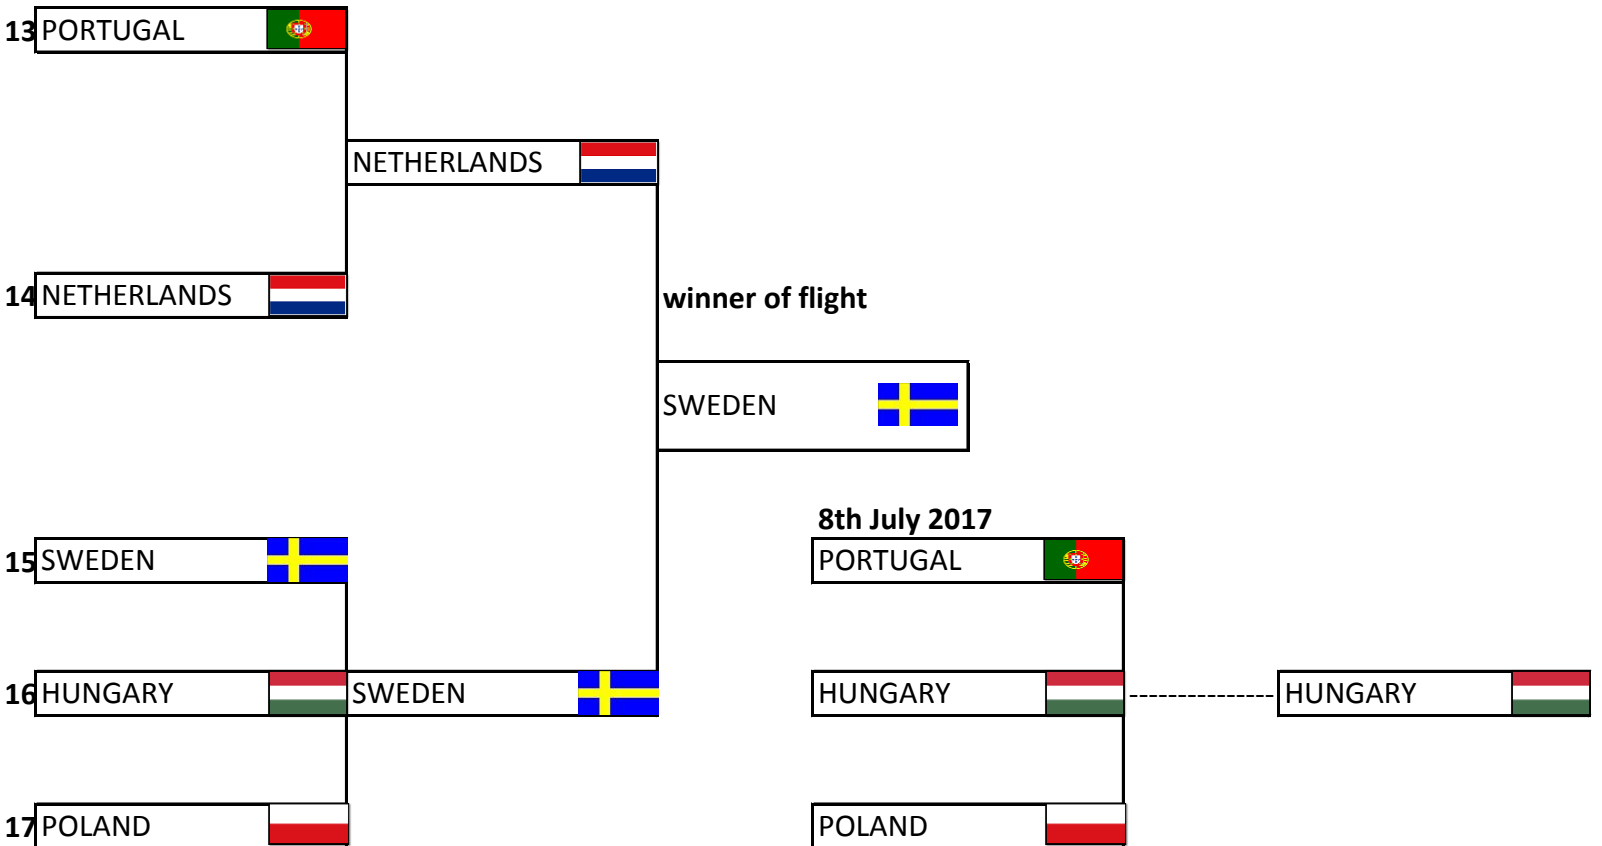 13 PORTUGAL
NETHERLANDS
14 NETHERLANDS
winner of flight
SWEDEN
8th July 2017
15 SWEDEN
PORTUGAL
16 HUNGARY SWEDEN HUNGARY ------------- HUNGARY
17 POLAND POLAND